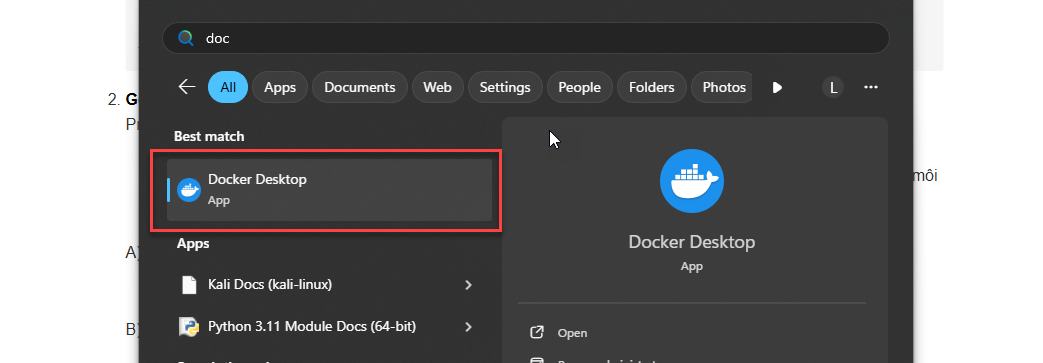 doc
All Apps Documents Web Settings People Folders Photos L
2. G
Best match
Docker Desktop
App
môi
Docker Desktop
App
A)
Apps
Kali Docs (kali-linux)
Python 3.11 Module Docs (64-bit)
B)
Open